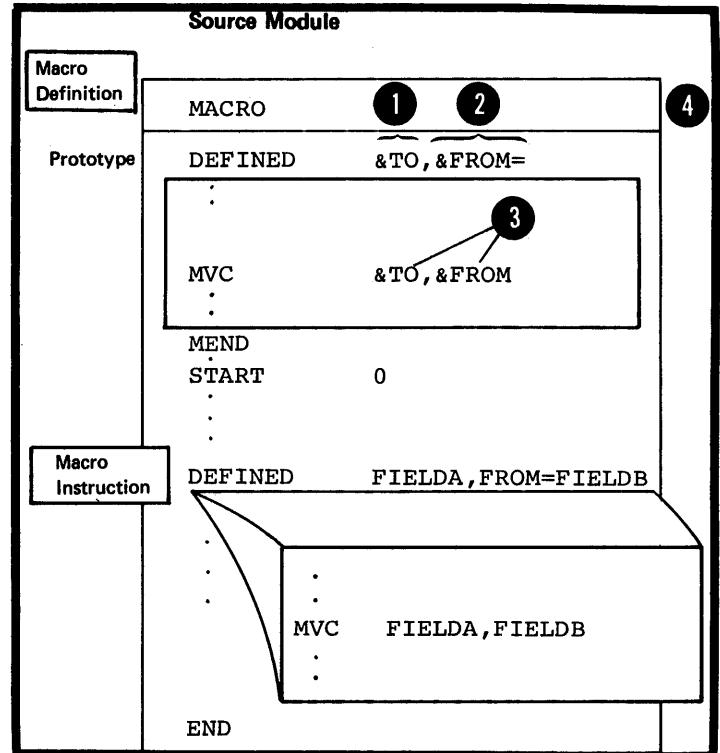 Source Module
Macro
Definition
MACRO 1 2 4
Prototype DEFINED &TO,&FROM=
.
.
3
MVC &TO,&FROM
.
.
MEND
.
START 0
.
.
.
Macro
Instruction
DEFINED FIELDA,FROM=FIELDB
.
.
.
.
.
MVC FIELDA,FIELDB
.
.
END